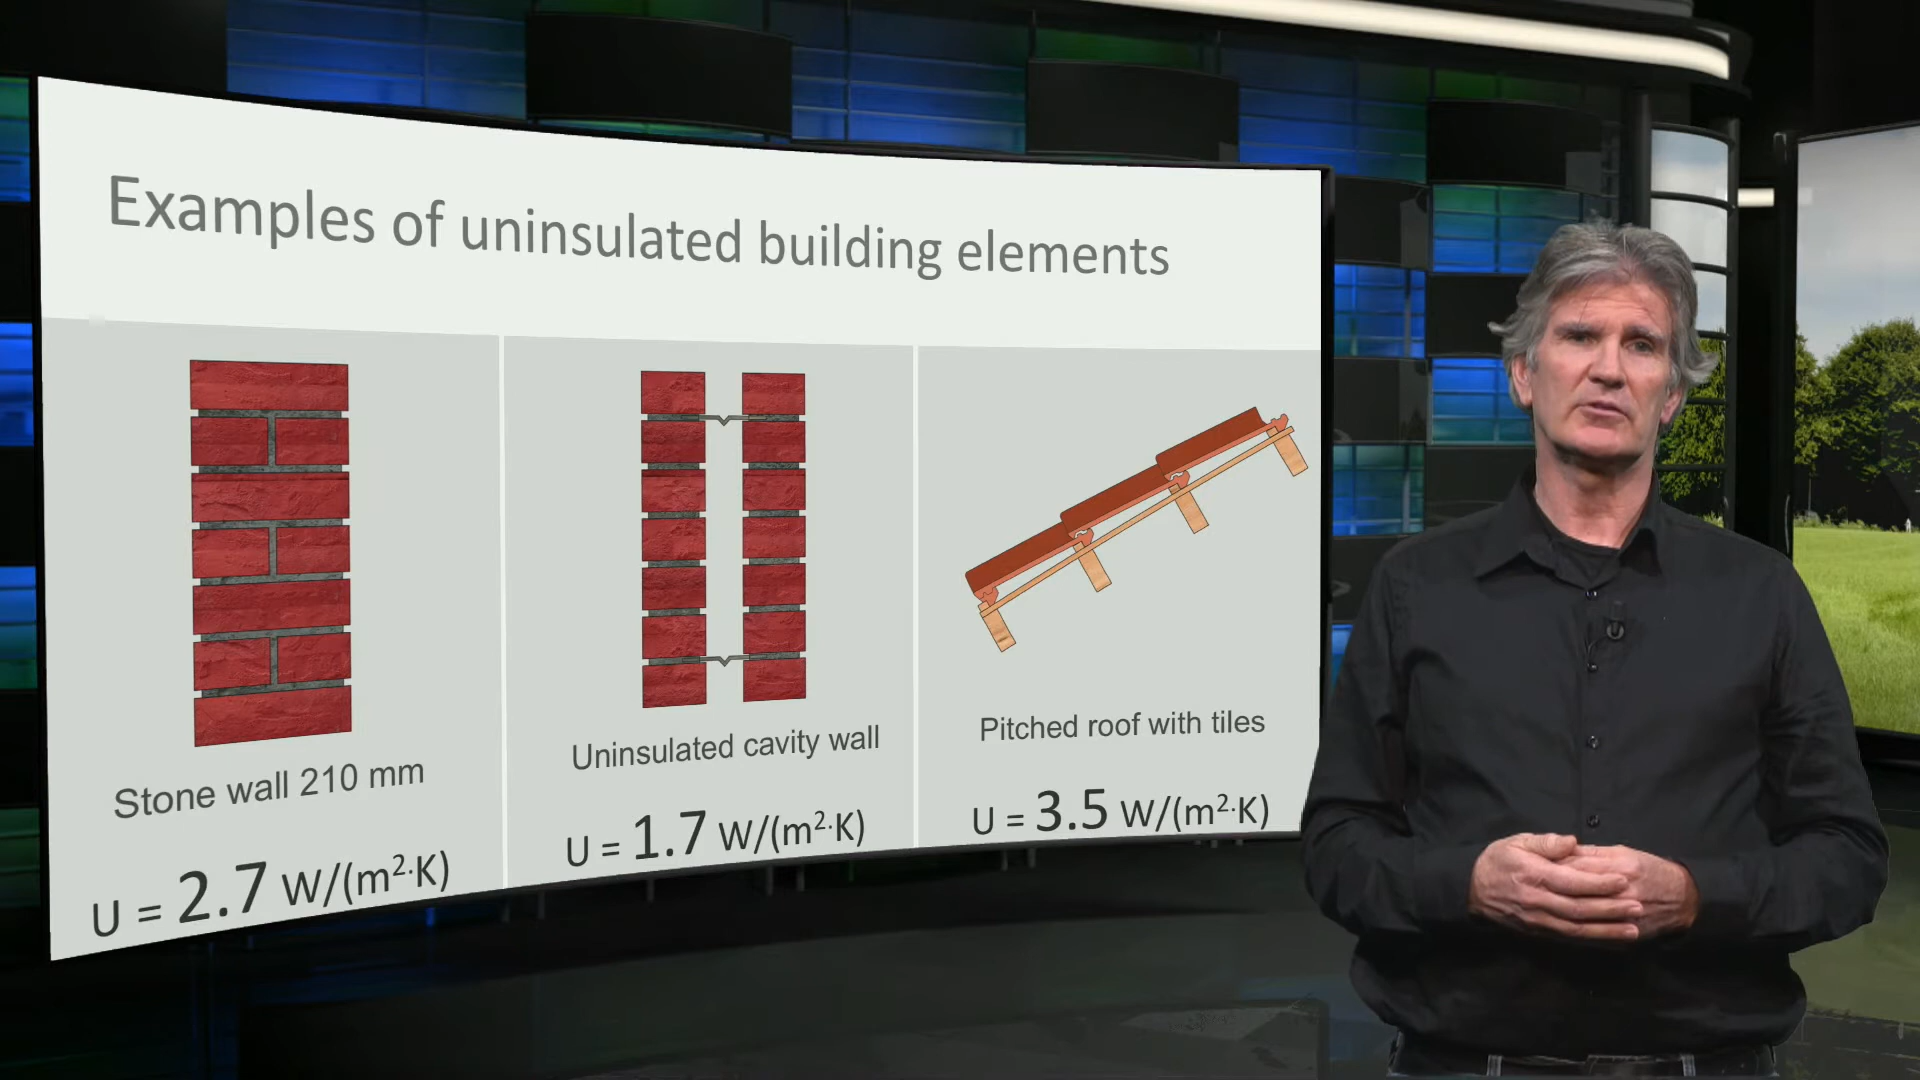 Examples of uninsulated building elements
Stone wall 210 mm
U = 2.7 W/(m²·K)
Uninsulated cavity wall
U = 1.7 W/(m²·K)
Pitched roof with tiles
U = 3.5 W/(m²·K)